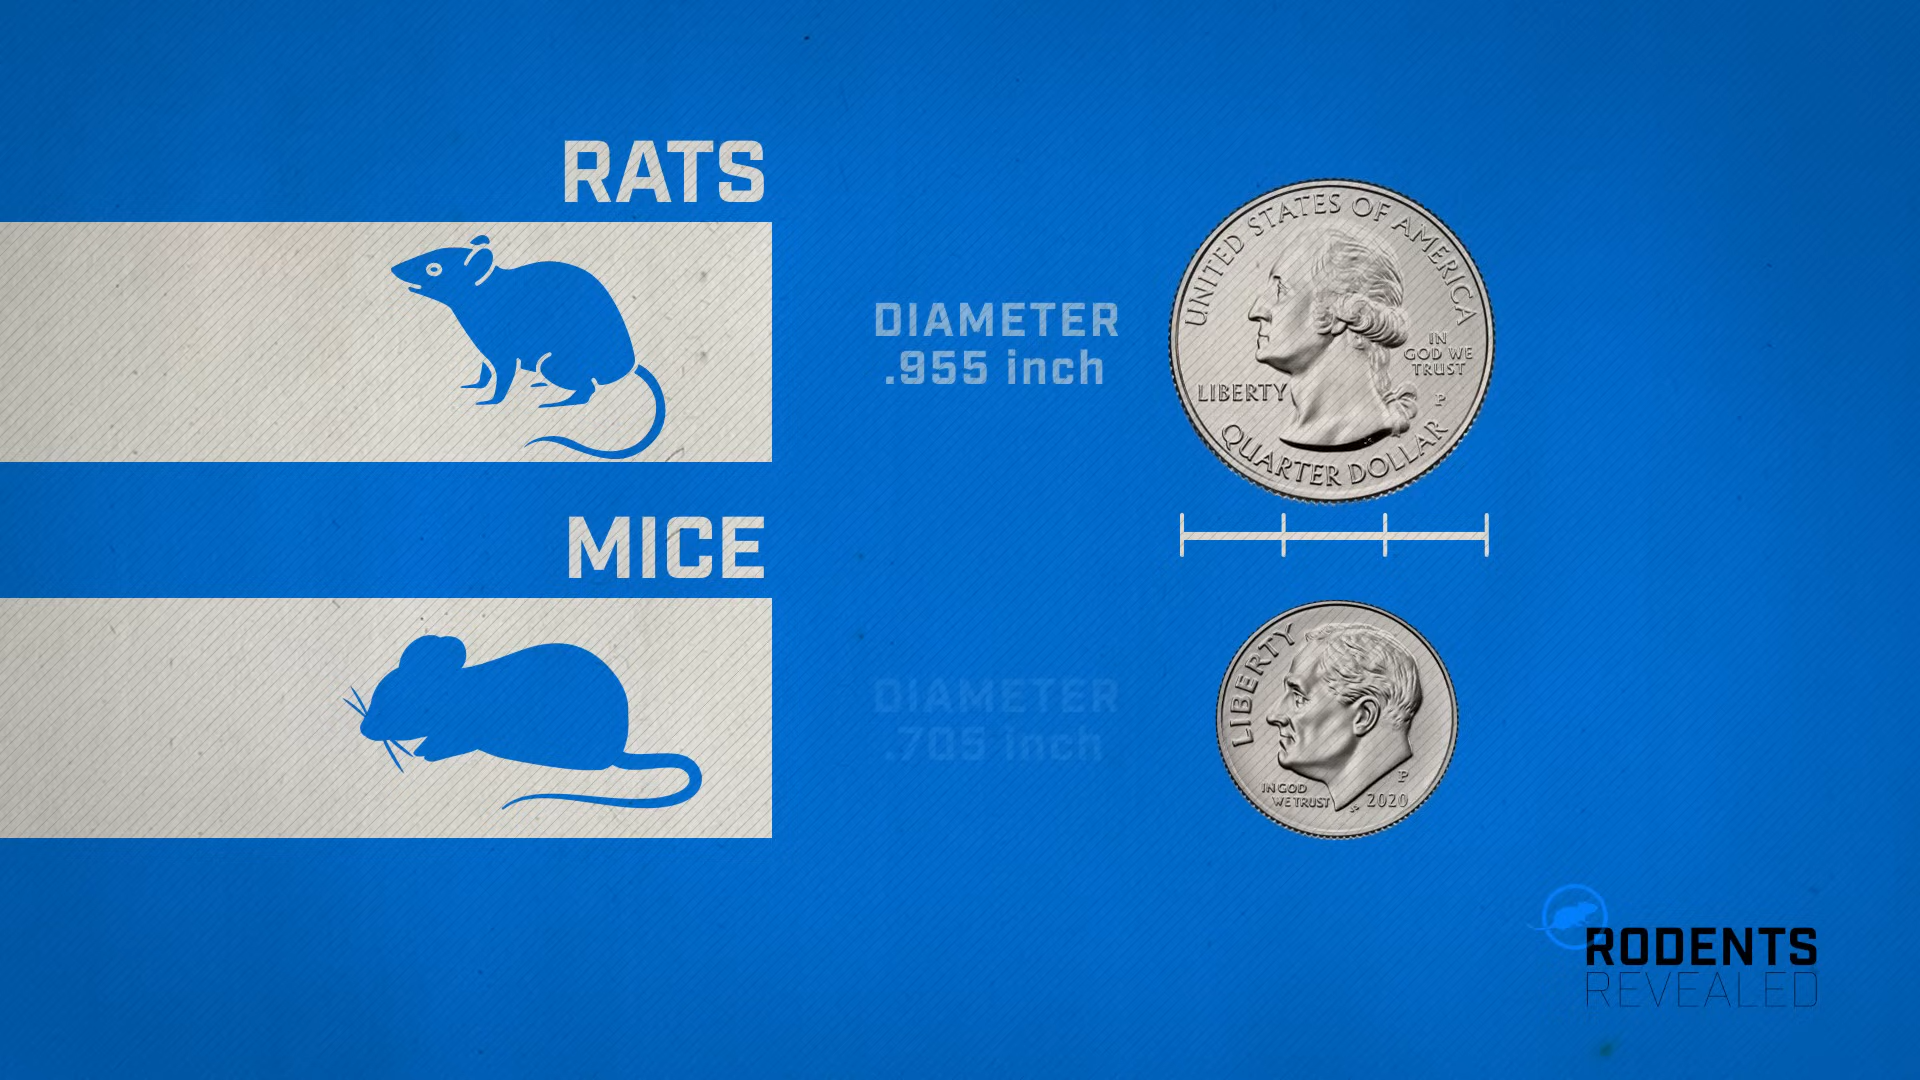 RATS
DIAMETER
.955 inch
UNITED STATES OF AMERICA
IN
GOD WE
TRUST
LIBERTY
P
QUARTER DOLLAR
MICE
DIAMETER
.705 inch
LIBERTY
IN GOD
WE TRUST
P
2020
RODENTS
REVEALED